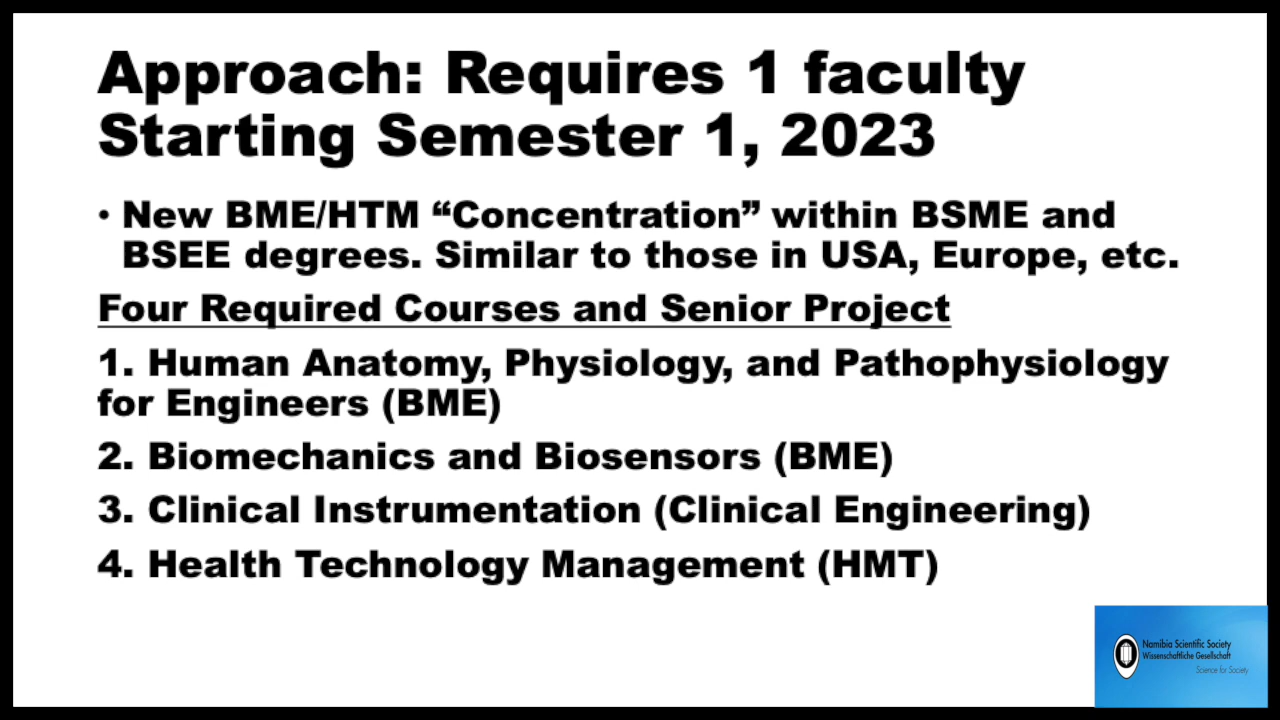 Approach: Requires 1 faculty
Starting Semester 1, 2023
• New BME/HTM “Concentration” within BSME and
BSEE degrees. Similar to those in USA, Europe, etc.
Four Required Courses and Senior Project
1. Human Anatomy, Physiology, and Pathophysiology
for Engineers (BME)
2. Biomechanics and Biosensors (BME)
3. Clinical Instrumentation (Clinical Engineering)
4. Health Technology Management (HMT)
Namibia Scientific Society
Wissenschaftliche Gesellschaft
Science for Society